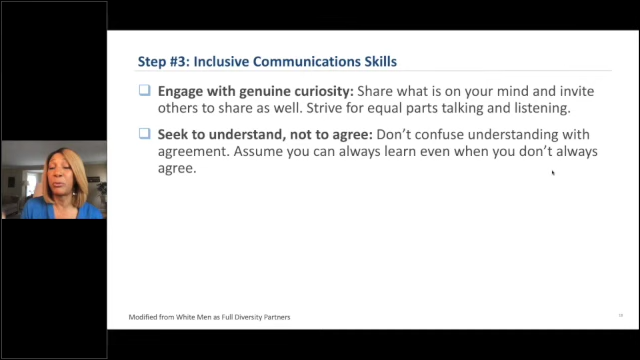 Step #3: Inclusive Communications Skills
Engage with genuine curiosity: Share what is on your mind and invite
others to share as well. Strive for equal parts talking and listening.
Seek to understand, not to agree: Don't confuse understanding with
agreement. Assume you can always learn even when you don't always
agree.
Modified from White Men as Full Diversity Partners